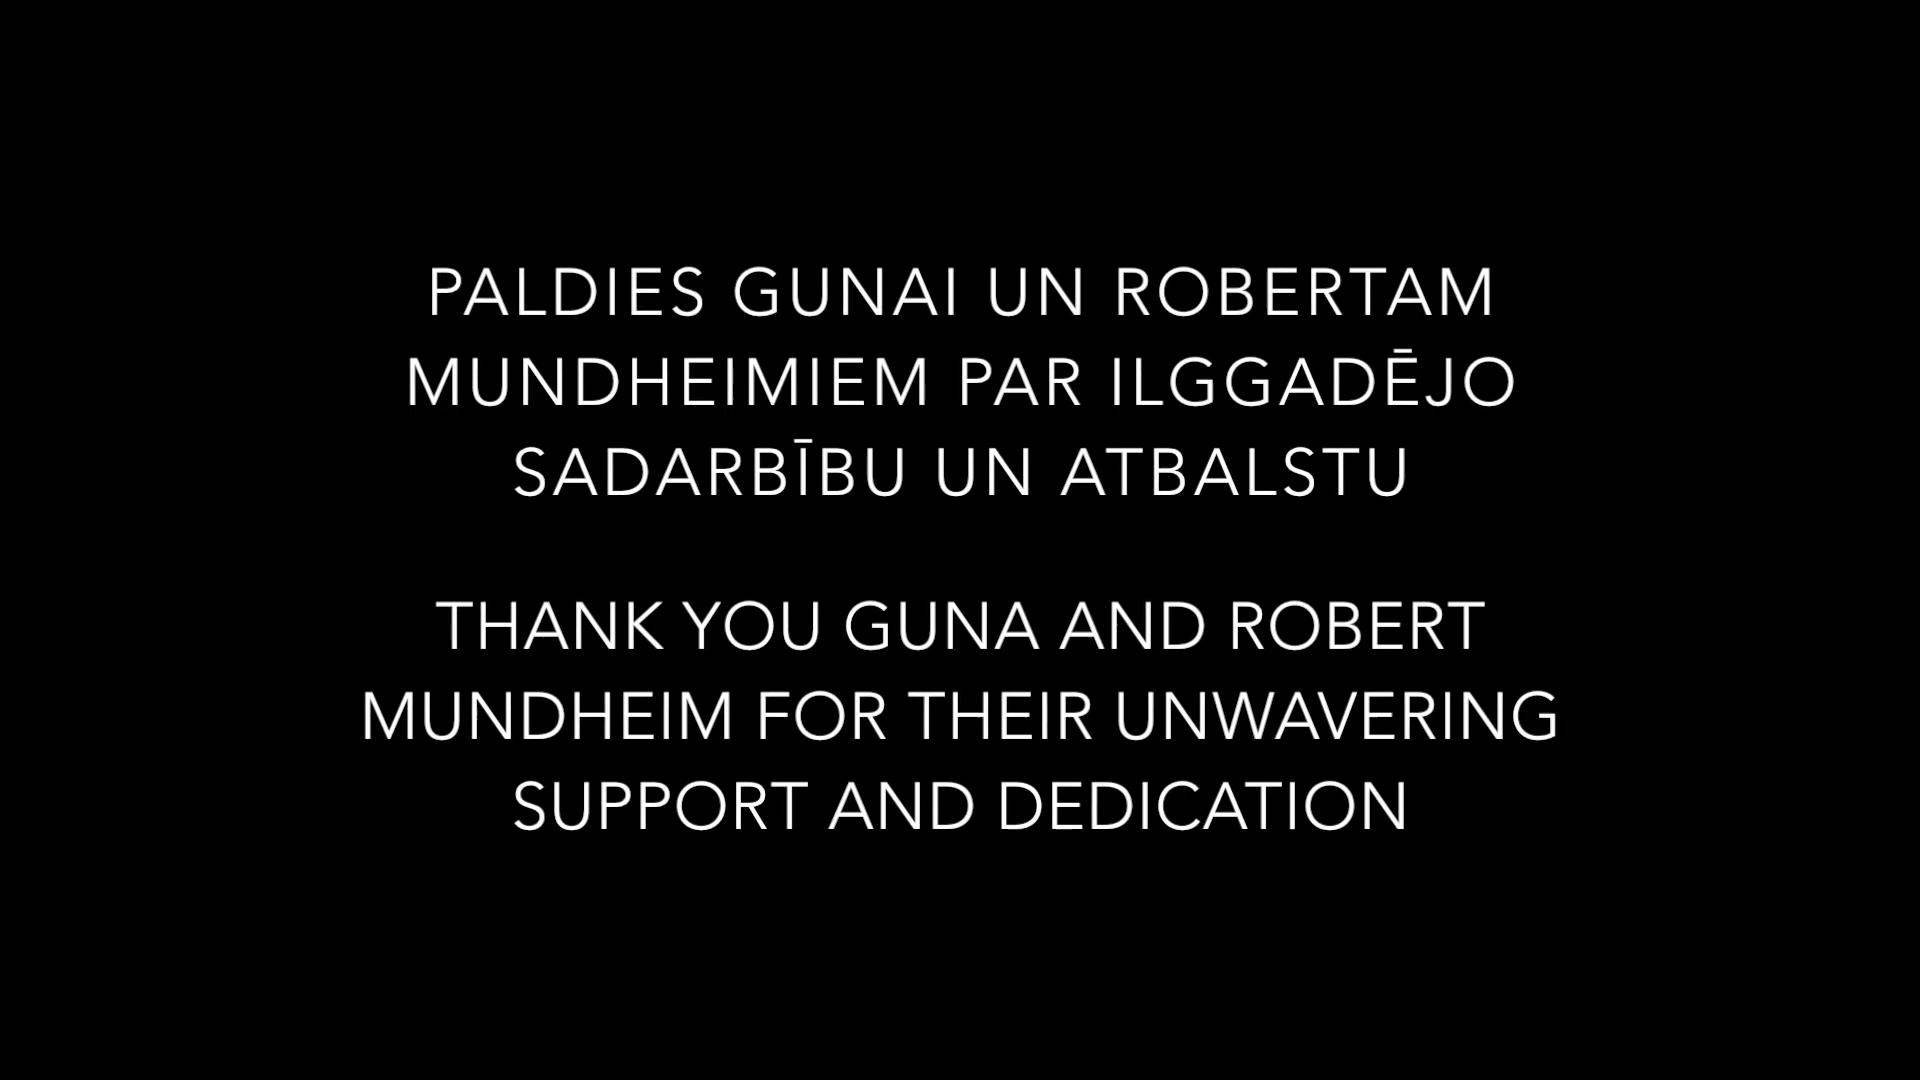 PALDIES GUNAI UN ROBERTAM
MUNDHEIMIEM PAR ILGGADĒJO
SADARBĪBU UN ATBALSTU
THANK YOU GUNA AND ROBERT
MUNDHEIM FOR THEIR UNWAVERING
SUPPORT AND DEDICATION